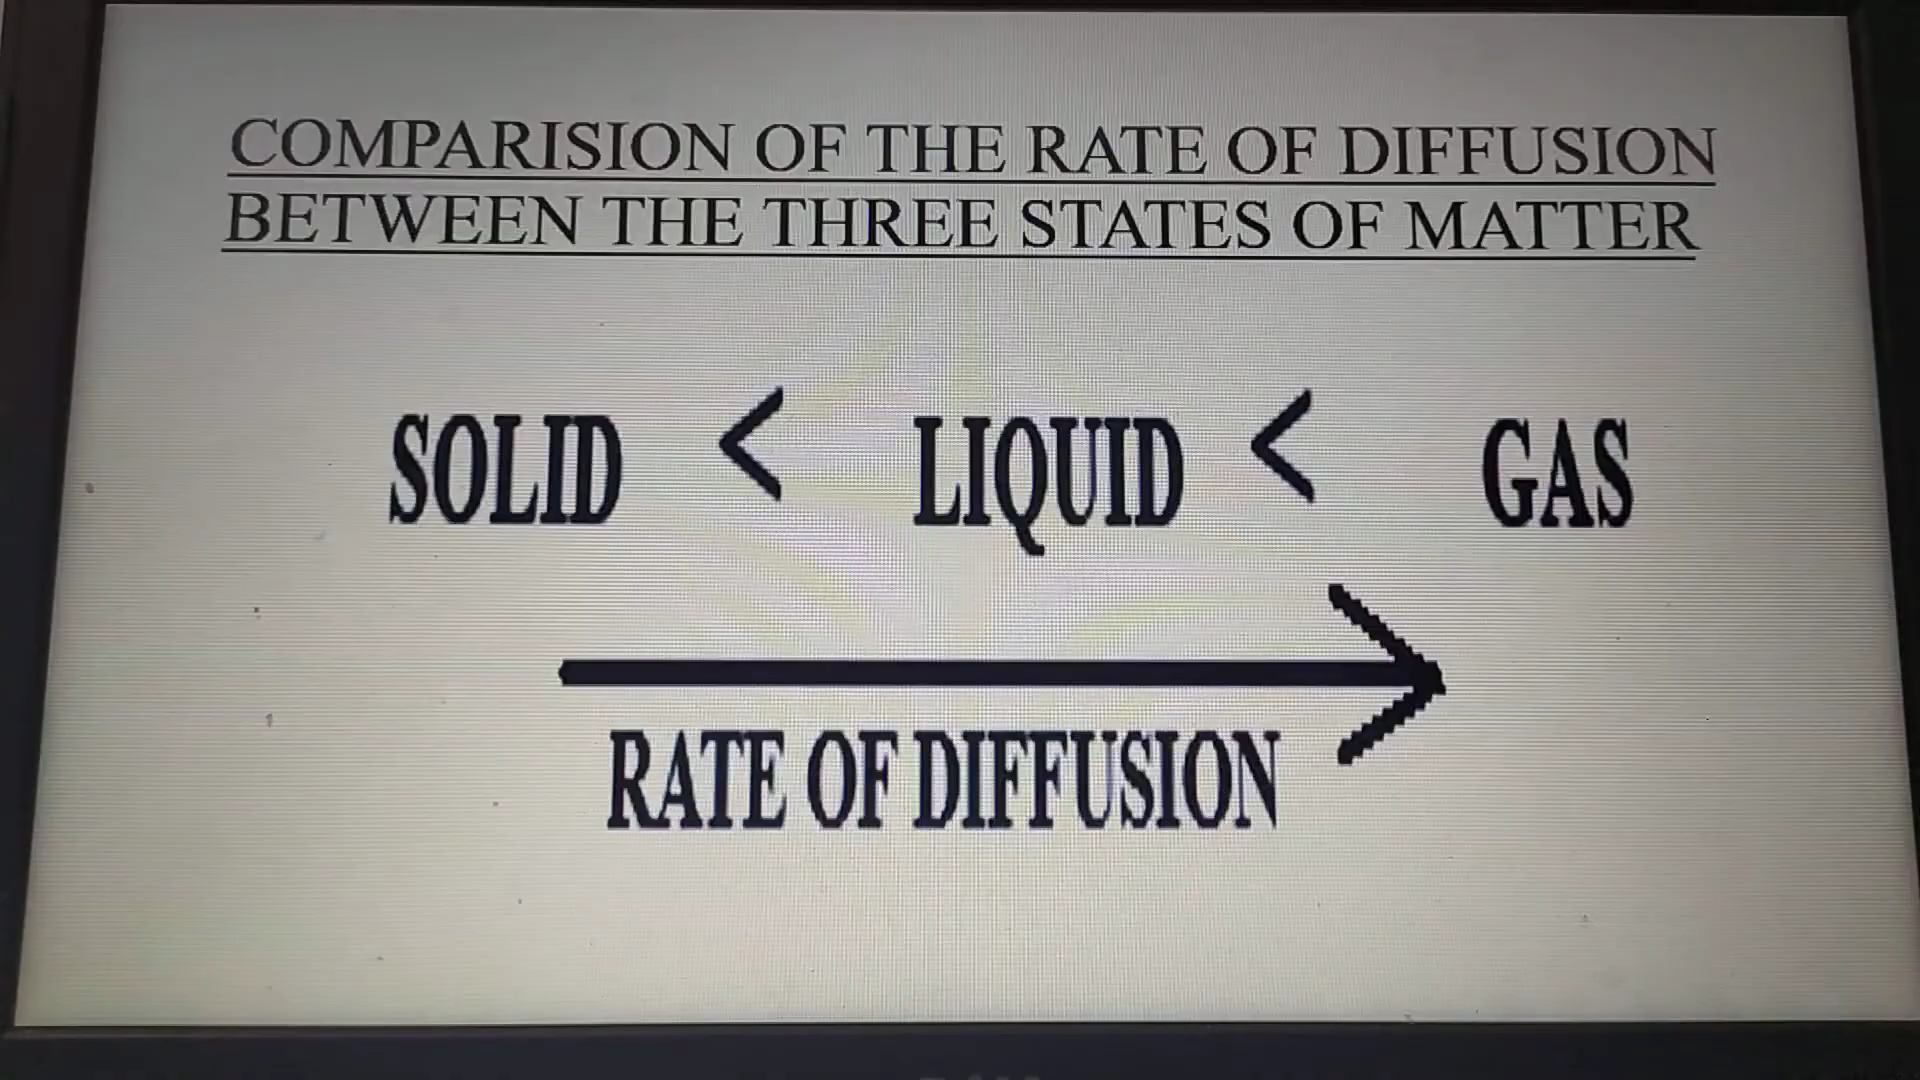 COMPARISION OF THE RATE OF DIFFUSION
BETWEEN THE THREE STATES OF MATTER
SOLID < LIQUID < GAS
RATE OF DIFFUSION